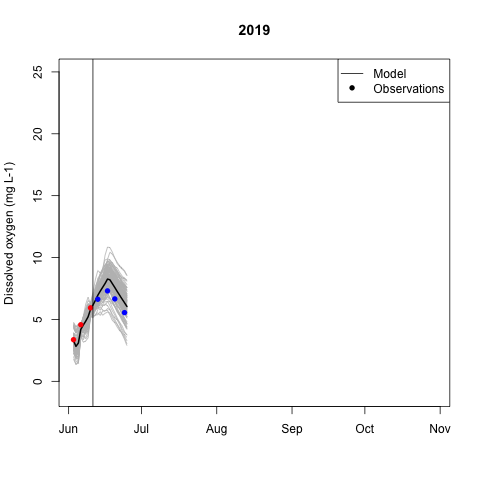 2019
Model
Observations
Dissolved oxygen (mg L-1)
25
20
15
10
5
0
Jun Jul Aug Sep Oct Nov